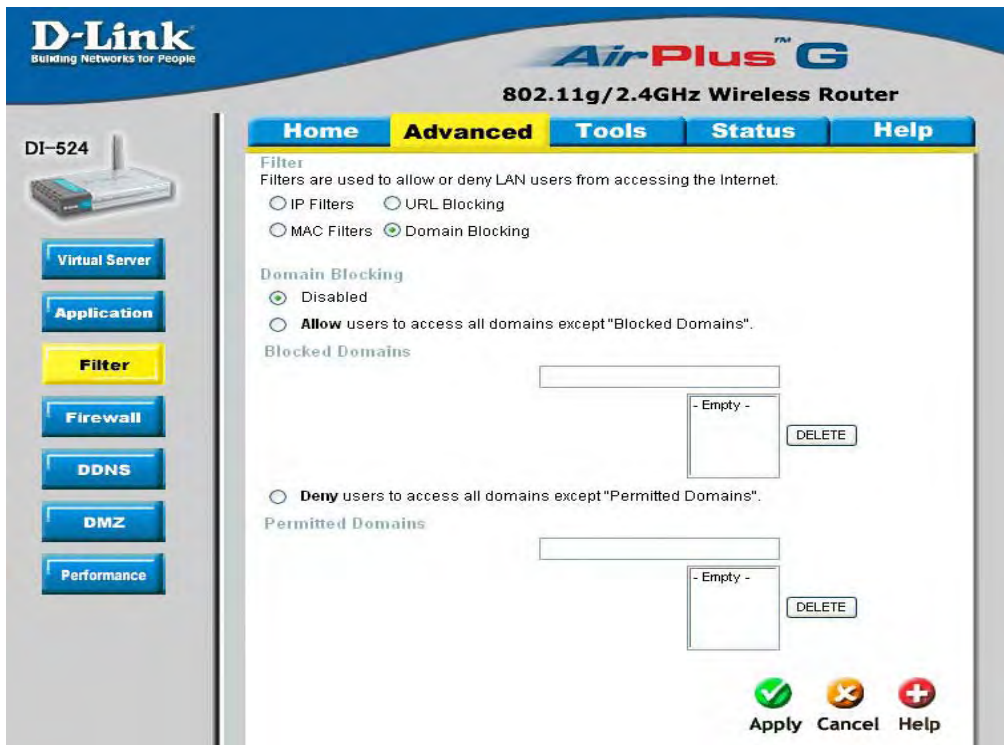 D-Link
Building Networks for People
AirPlus™ G
802.11g/2.4GHz Wireless Router
DI-524
Home Advanced Tools Status Help
Virtual Server
Application
Filter
Firewall
DDNS
DMZ
Performance
Filter
Filters are used to allow or deny LAN users from accessing the Internet.
IP Filters URL Blocking
MAC Filters Domain Blocking
Domain Blocking
Disabled
Allow users to access all domains except "Blocked Domains".
Blocked Domains
- Empty -
DELETE
Deny users to access all domains except "Permitted Domains".
Permitted Domains
- Empty -
DELETE
Apply Cancel Help